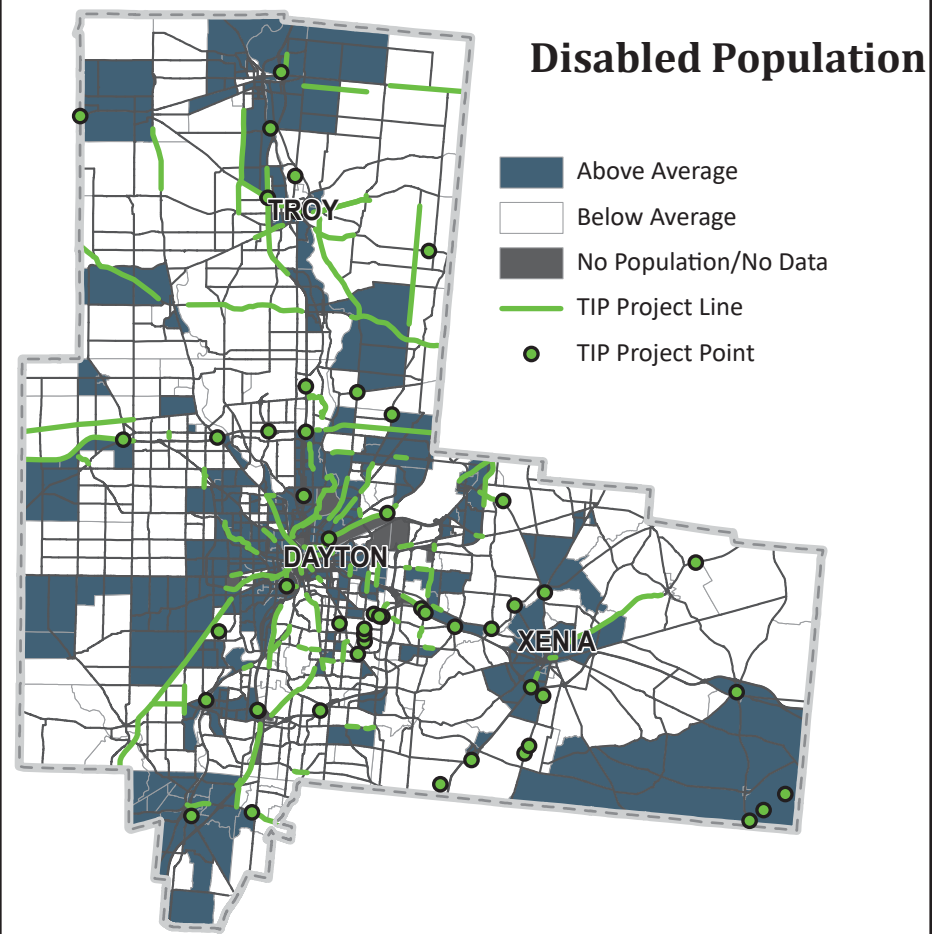 Disabled Population
Above Average
Below Average
No Population/No Data
TIP Project Line
TIP Project Point
TROY
DAYTON
XENIA